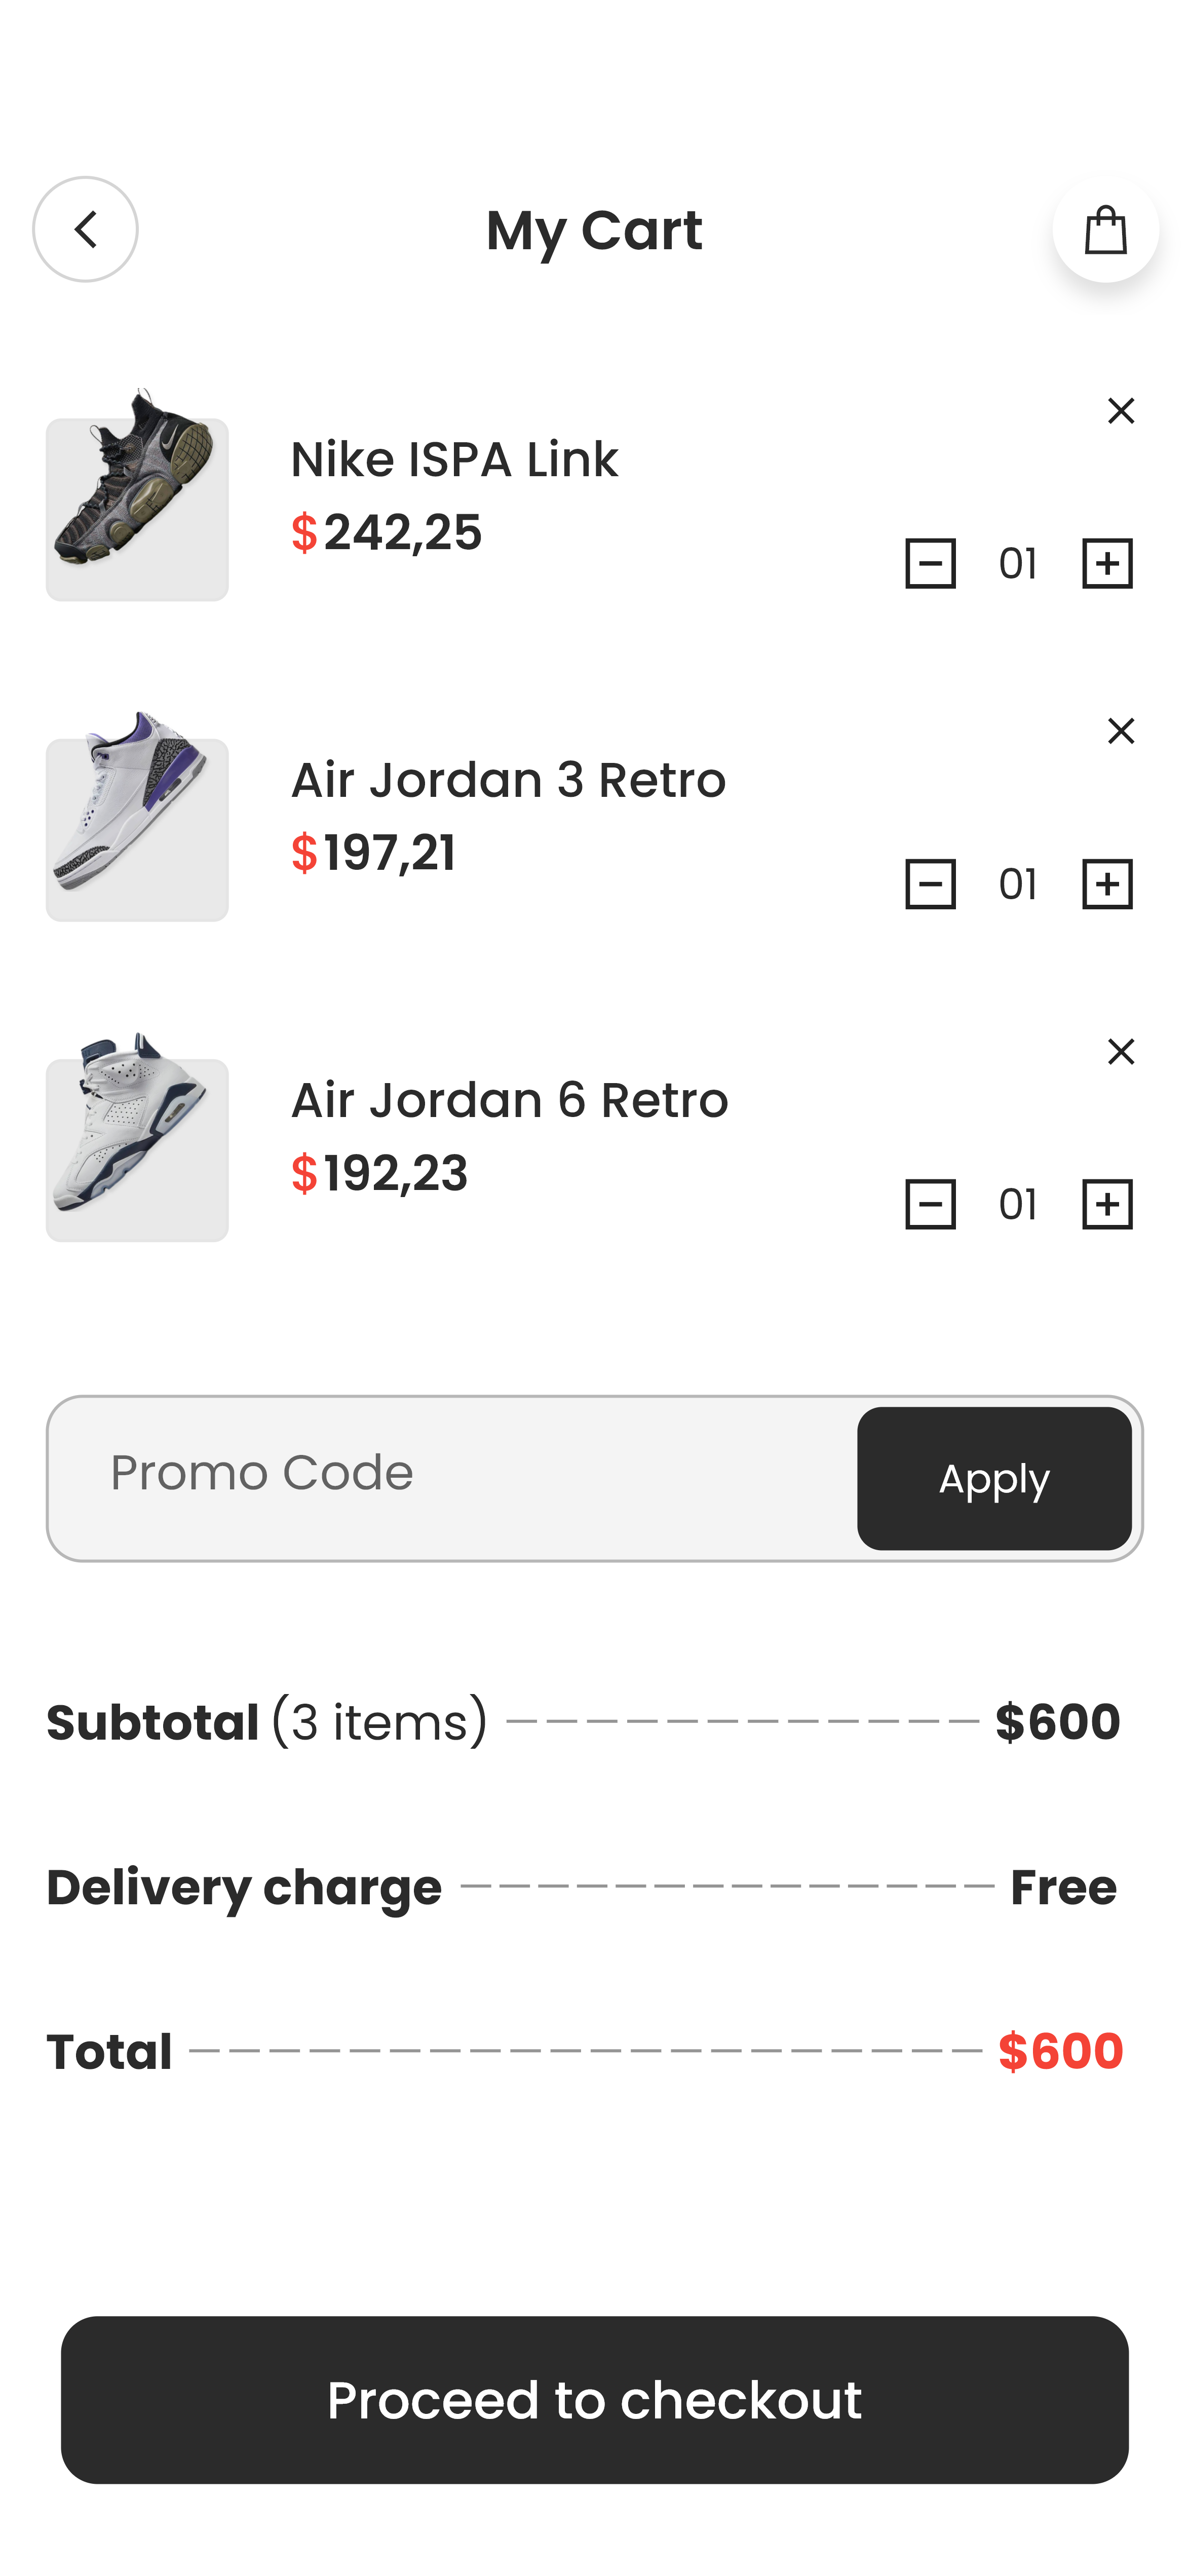 My Cart
Nike ISPA Link
$242,25
01
Air Jordan 3 Retro
$197,21
01
Air Jordan 6 Retro
$192,23
01
Promo Code
Apply
Subtotal (3 items) $600
Delivery charge Free
Total $600
Proceed to checkout